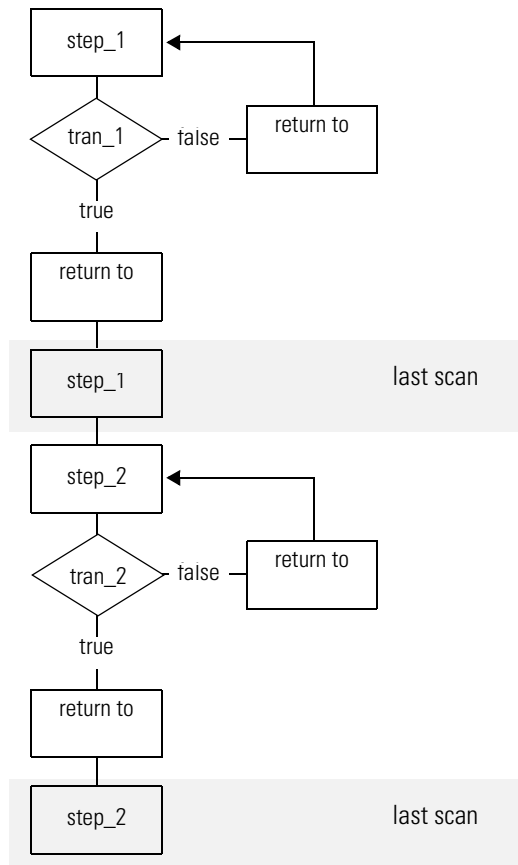 step_1
tran_1
false
return to
true
return to
step_1
last scan
step_2
tran_2
false
return to
true
return to
step_2
last scan